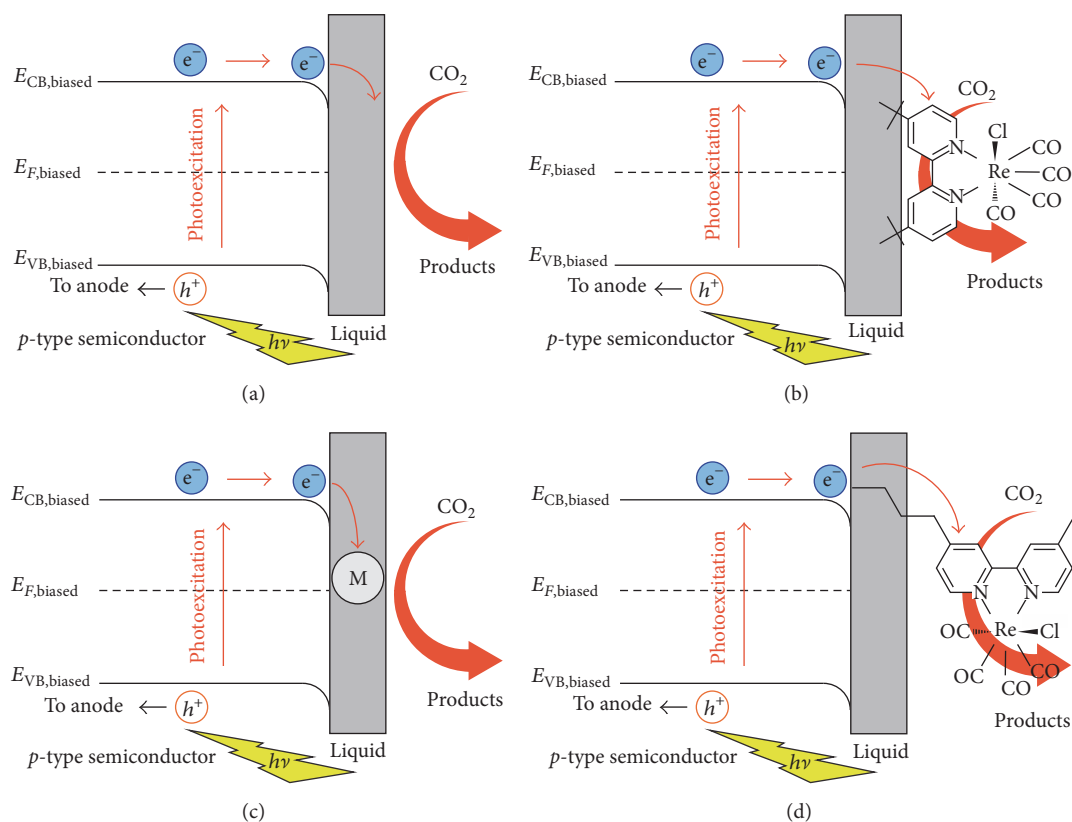 e⁻ e⁻
CO₂
E_CB,biased
Photoexcitation
E_F,biased
E_VB,biased
Products
To anode
h⁺
Liquid
p-type semiconductor
hν
(a)
e⁻ e⁻
CO₂
E_CB,biased
Cl
N
CO
Photoexcitation
E_F,biased
Re
CO
N
CO
CO
E_VB,biased
Products
To anode
h⁺
Liquid
p-type semiconductor
hν
(b)
e⁻ e⁻
CO₂
E_CB,biased
Photoexcitation
M
E_F,biased
E_VB,biased
Products
To anode
h⁺
Liquid
p-type semiconductor
hν
(c)
e⁻ e⁻
CO₂
E_CB,biased
Photoexcitation
E_F,biased
N N
OC Re Cl
OC CO CO
E_VB,biased
Products
To anode
h⁺
Liquid
p-type semiconductor
hν
(d)